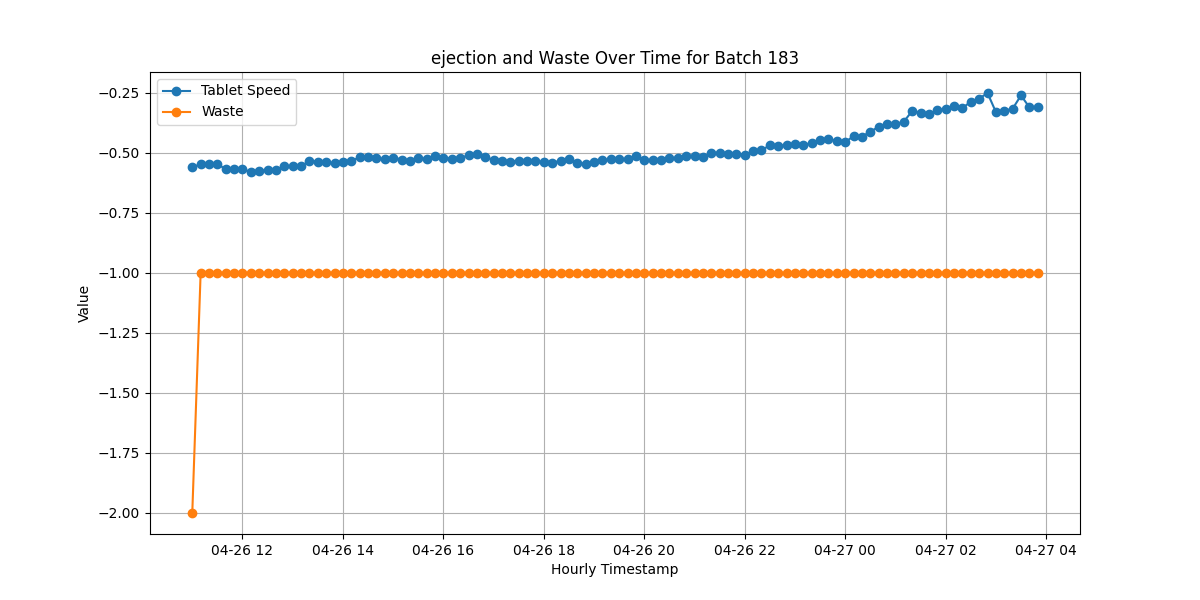 ejection and Waste Over Time for Batch 183
Tablet Speed
Waste
−0.25
−0.50
−0.75
−1.00
−1.25
−1.50
−1.75
−2.00
Value
04-26 12 04-26 14 04-26 16 04-26 18 04-26 20 04-26 22 04-27 00 04-27 02 04-27 04
Hourly Timestamp